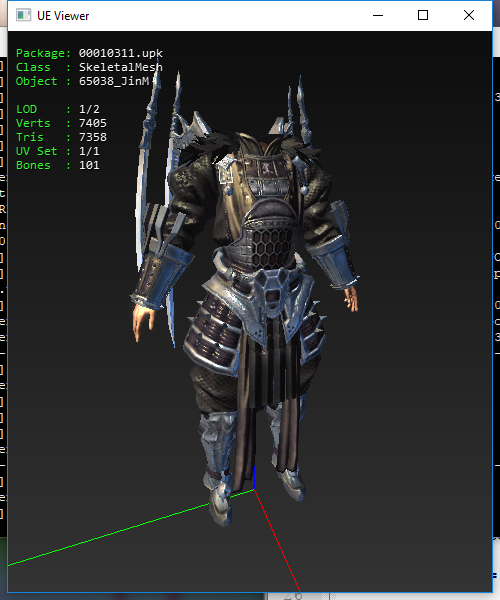 UE Viewer
Package: 00010311.upk
Class : SkeletalMesh
Object : 65038_JinM
LOD : 1/2
Verts : 7405
Tris : 7358
UV Set : 1/1
Bones : 101